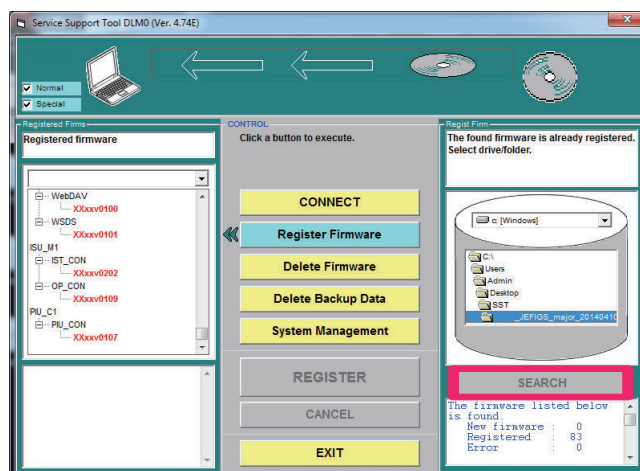 Service Support Tool DLM0 (Ver. 4.74E)
Normal
Special
Registered Firms
Registered firmware
WebDAV
XXxxv0100
WSDS
XXxxv0101
ISU_M1
IST_CON
XXxxv0202
OP_CON
XXxxv0109
PIU_C1
PIU_CON
XXxxv0107
CONTROL
Click a button to execute.
CONNECT
Register Firmware
Delete Firmware
Delete Backup Data
System Management
REGISTER
CANCEL
EXIT
Regist Firm
The found firmware is already registered.
Select drive/folder.
c: [Windows]
C:\
Users
Admin
Desktop
SST
_JEFIGS_major_20140410
SEARCH
The firmware listed below
is found.
New firmware : 0
Registered : 83
Error : 0